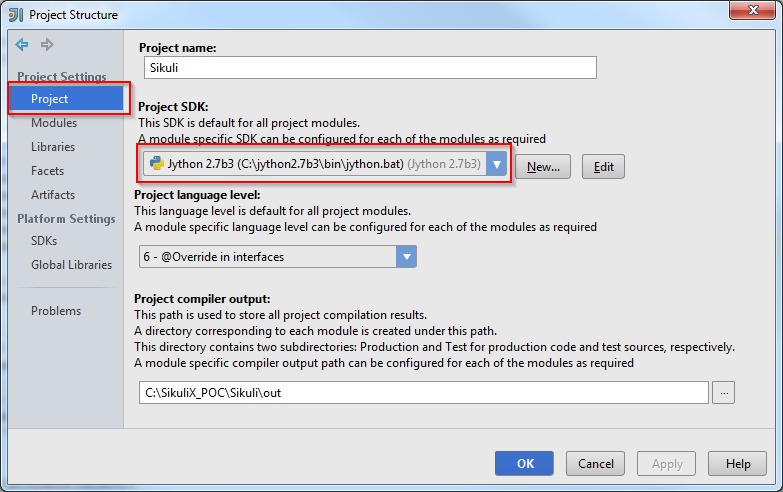 Project Structure
Project Settings
Project
Modules
Libraries
Facets
Artifacts
Platform Settings
SDKs
Global Libraries
Problems
Project name:
Sikuli
Project SDK:
This SDK is default for all project modules.
A module specific SDK can be configured for each of the modules as required
Jython 2.7b3 (C:\jython2.7b3\bin\jython.bat) (Jython 2.7b3)
New...
Edit
Project language level:
This language level is default for all project modules.
A module specific language level can be configured for each of the modules as required
6 - @Override in interfaces
Project compiler output:
This path is used to store all project compilation results.
A directory corresponding to each module is created under this path.
This directory contains two subdirectories: Production and Test for production code and test sources, respectively.
A module specific compiler output path can be configured for each of the modules as required
C:\SikuliX_POC\Sikuli\out
...
OK
Cancel
Apply
Help